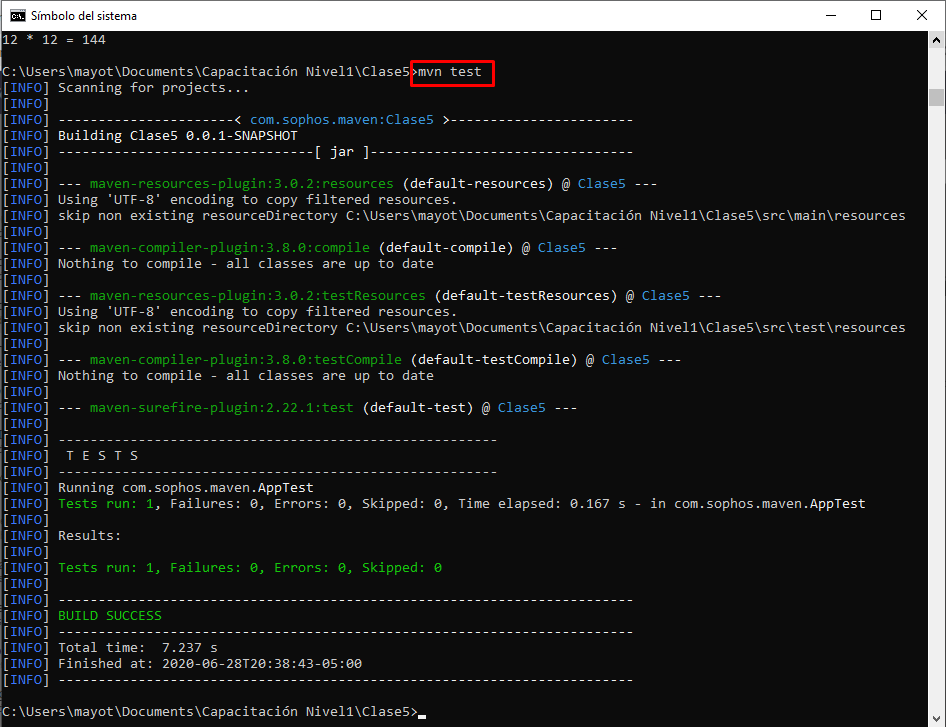 Símbolo del sistema
12 * 12 = 144
C:\Users\mayot\Documents\Capacitación Nivel1\Clase5>mvn test
[INFO] Scanning for projects...
[INFO]
[INFO] ----------------------< com.sophos.maven:Clase5 >-----------------------
[INFO] Building Clase5 0.0.1-SNAPSHOT
[INFO] --------------------------------[ jar ]---------------------------------
[INFO]
[INFO] --- maven-resources-plugin:3.0.2:resources (default-resources) @ Clase5 ---
[INFO] Using 'UTF-8' encoding to copy filtered resources.
[INFO] skip non existing resourceDirectory C:\Users\mayot\Documents\Capacitación Nivel1\Clase5\src\main\resources
[INFO]
[INFO] --- maven-compiler-plugin:3.8.0:compile (default-compile) @ Clase5 ---
[INFO] Nothing to compile - all classes are up to date
[INFO]
[INFO] --- maven-resources-plugin:3.0.2:testResources (default-testResources) @ Clase5 ---
[INFO] Using 'UTF-8' encoding to copy filtered resources.
[INFO] skip non existing resourceDirectory C:\Users\mayot\Documents\Capacitación Nivel1\Clase5\src\test\resources
[INFO]
[INFO] --- maven-compiler-plugin:3.8.0:testCompile (default-testCompile) @ Clase5 ---
[INFO] Nothing to compile - all classes are up to date
[INFO]
[INFO] --- maven-surefire-plugin:2.22.1:test (default-test) @ Clase5 ---
[INFO]
[INFO] -------------------------------------------------------
[INFO]  T E S T S
[INFO] -------------------------------------------------------
[INFO] Running com.sophos.maven.AppTest
[INFO] Tests run: 1, Failures: 0, Errors: 0, Skipped: 0, Time elapsed: 0.167 s - in com.sophos.maven.AppTest
[INFO]
[INFO] Results:
[INFO]
[INFO] Tests run: 1, Failures: 0, Errors: 0, Skipped: 0
[INFO]
[INFO] ------------------------------------------------------------------------
[INFO] BUILD SUCCESS
[INFO] ------------------------------------------------------------------------
[INFO] Total time:  7.237 s
[INFO] Finished at: 2020-06-28T20:38:43-05:00
[INFO] ------------------------------------------------------------------------
C:\Users\mayot\Documents\Capacitación Nivel1\Clase5>